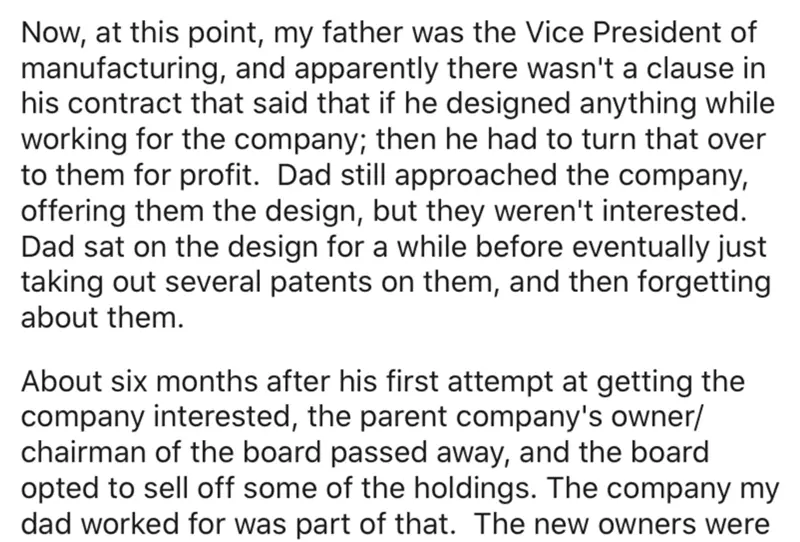 Now, at this point, my father was the Vice President of
manufacturing, and apparently there wasn't a clause in
his contract that said that if he designed anything while
working for the company; then he had to turn that over
to them for profit.  Dad still approached the company,
offering them the design, but they weren't interested.
Dad sat on the design for a while before eventually just
taking out several patents on them, and then forgetting
about them.
About six months after his first attempt at getting the
company interested, the parent company's owner/
chairman of the board passed away, and the board
opted to sell off some of the holdings. The company my
dad worked for was part of that.  The new owners were